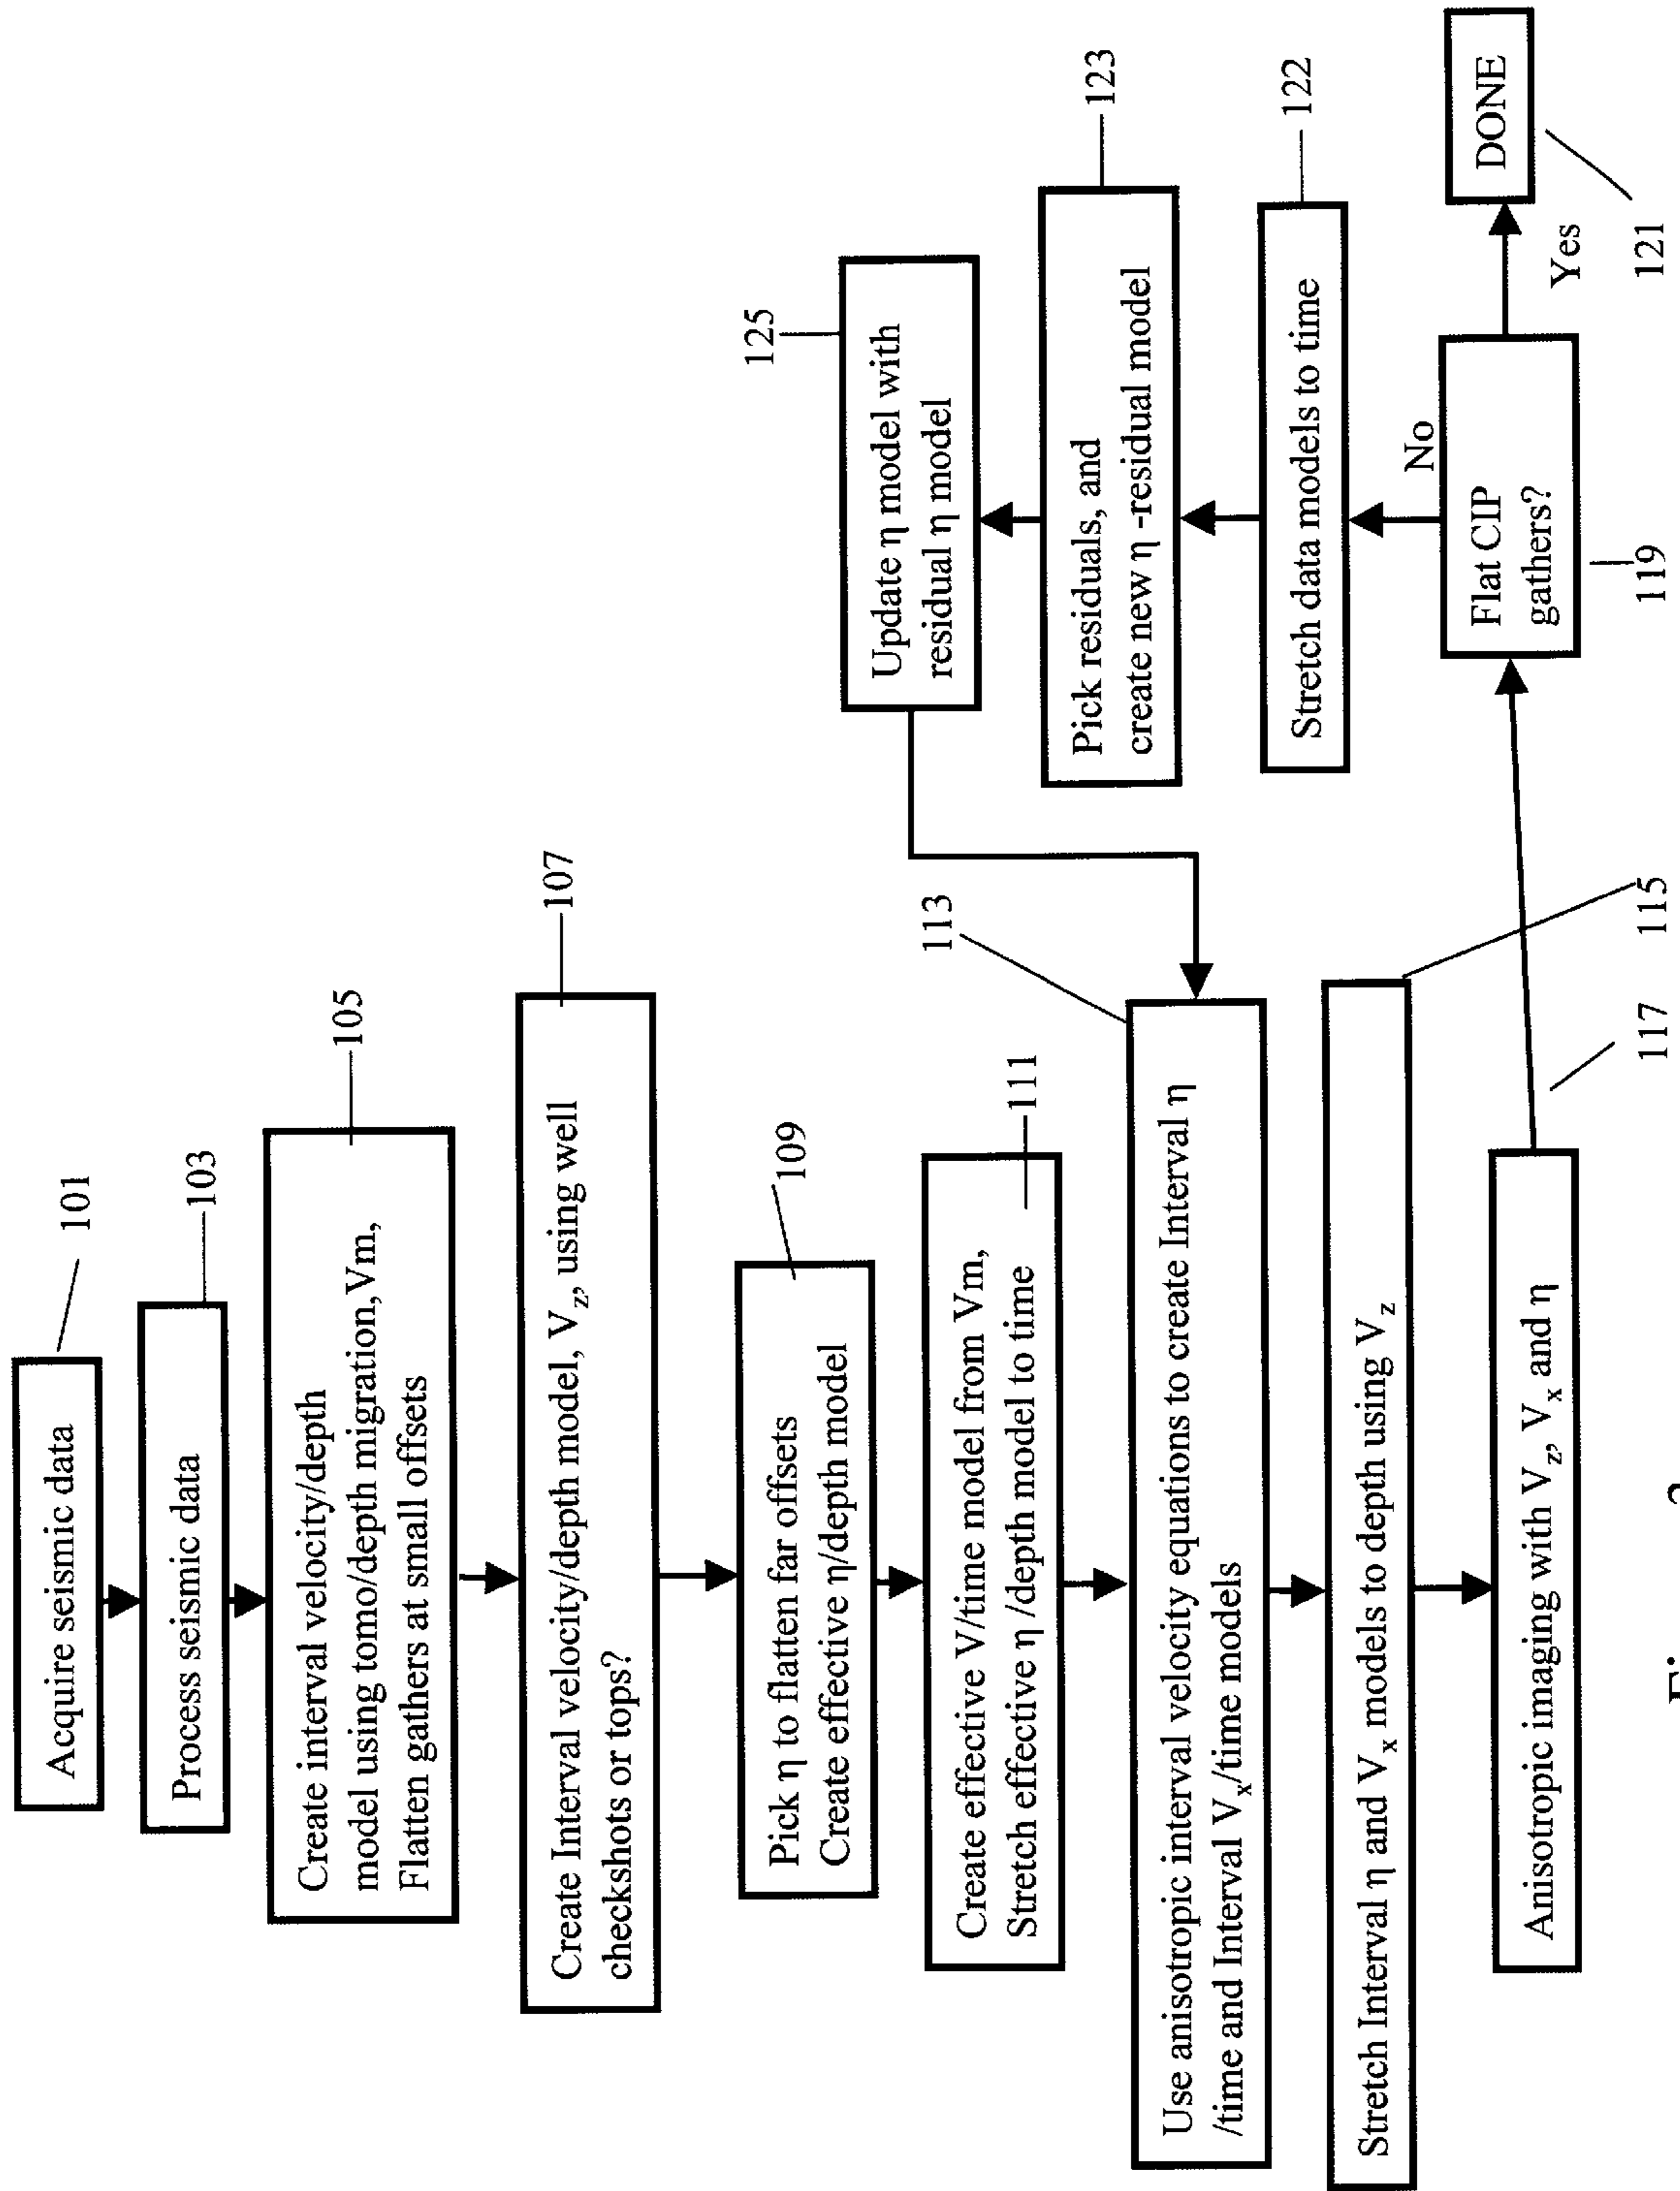 Acquire seismic data
101
Process seismic data
103
Create interval velocity/depth
model using tomo/depth migration,Vm,
Flatten gathers at small offsets
105
Create Interval velocity/depth model, Vz, using well
checkshots or tops?
107
Pick η to flatten far offsets
Create effective η/depth model
109
Create effective V/time model from Vm,
Stretch effective η /depth model to time
111
Use anisotropic interval velocity equations to create Interval η
/time and Interval Vx/time models
113
Stretch Interval η and Vx models to depth using Vz
115
Anisotropic imaging with Vz, Vx and η
117
Flat CIP
gathers?
119
Yes
DONE
121
No
Stretch data models to time
122
Pick residuals, and
create new η -residual model
123
Update η model with
residual η model
125